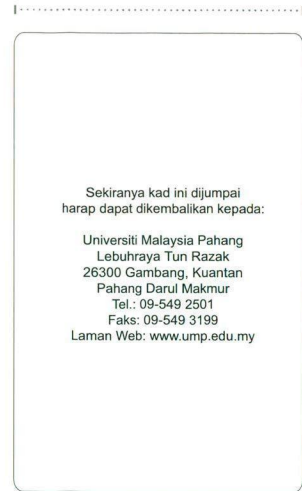 Sekiranya kad ini dijumpai
harap dapat dikembalikan kepada:
Universiti Malaysia Pahang
Lebuhraya Tun Razak
26300 Gambang, Kuantan
Pahang Darul Makmur
Tel.: 09-549 2501
Faks: 09-549 3199
Laman Web: www.ump.edu.my